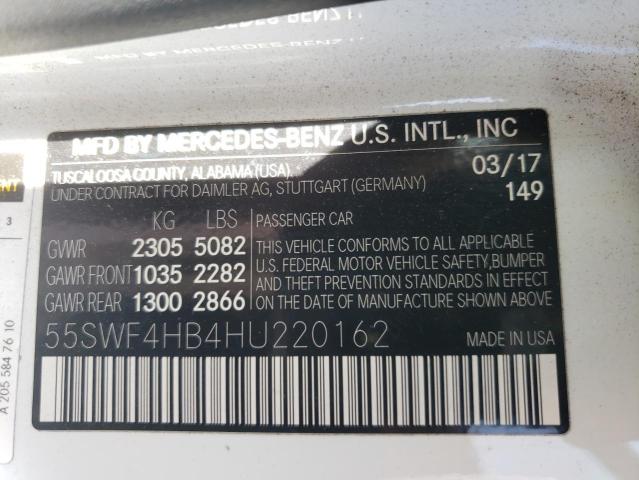 MFD BY MERCEDES-BENZ U.S. INTL., INC
TUSCALOOSA COUNTY, ALABAMA (USA), 03/17
UNDER CONTRACT FOR DAIMLER AG, STUTTGART (GERMANY) 149
KG LBS PASSENGER CAR
GVWR 2305 5082 THIS VEHICLE CONFORMS TO ALL APPLICABLE
GAWR FRONT 1035 2282 U.S. FEDERAL MOTOR VEHICLE SAFETY,BUMPER
GAWR REAR 1300 2866 AND THEFT PREVENTION STANDARDS IN EFFECT
ON THE DATE OF MANUFACTURE SHOWN ABOVE.
55SWF4HB4HU220162 MADE IN USW
A 205 584 76 10
3